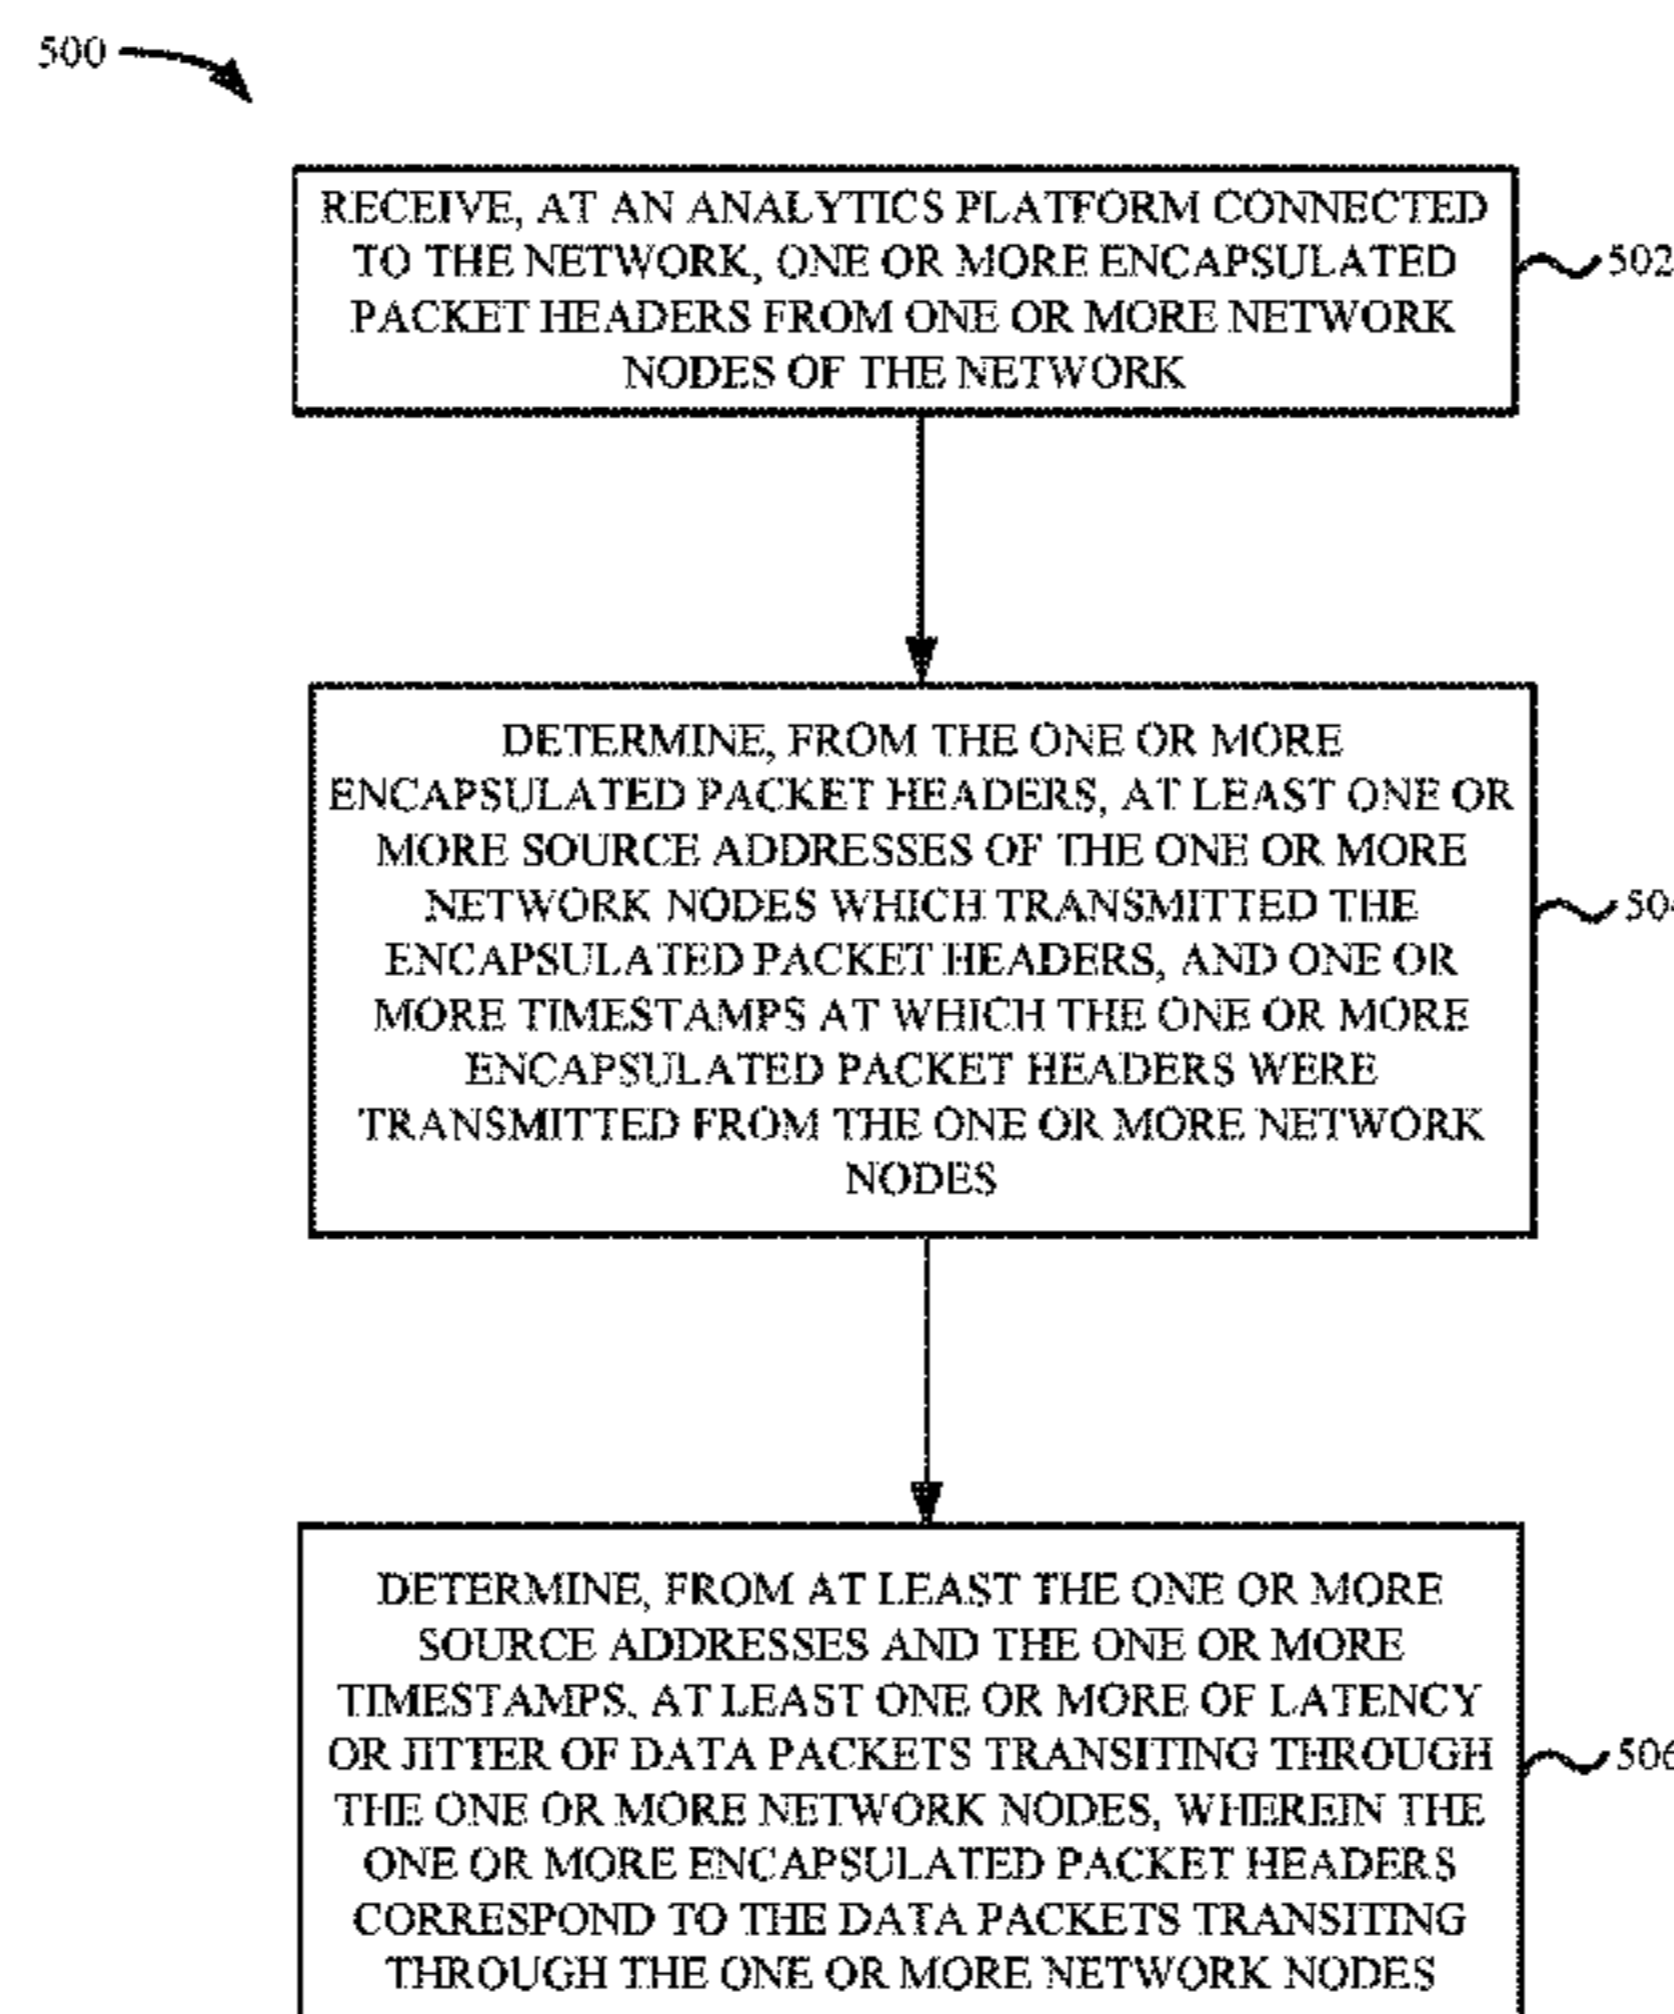 500
RECEIVE, AT AN ANALYTICS PLATFORM CONNECTED
TO THE NETWORK, ONE OR MORE ENCAPSULATED
PACKET HEADERS FROM ONE OR MORE NETWORK
NODES OF THE NETWORK
502
DETERMINE, FROM THE ONE OR MORE
ENCAPSULATED PACKET HEADERS, AT LEAST ONE OR
MORE SOURCE ADDRESSES OF THE ONE OR MORE
NETWORK NODES WHICH TRANSMITTED THE
ENCAPSULATED PACKET HEADERS, AND ONE OR
MORE TIMESTAMPS AT WHICH THE ONE OR MORE
ENCAPSULATED PACKET HEADERS WERE
TRANSMITTED FROM THE ONE OR MORE NETWORK
NODES
DETERMINE, FROM AT LEAST THE ONE OR MORE
SOURCE ADDRESSES AND THE ONE OR MORE
TIMESTAMPS, AT LEAST ONE OR MORE OF LATENCY
OR JITTER OF DATA PACKETS TRANSITING THROUGH
THE ONE OR MORE NETWORK NODES, WHEREIN THE
ONE OR MORE ENCAPSULATED PACKET HEADERS
CORRESPOND TO THE DATA PACKETS TRANSITING
THROUGH THE ONE OR MORE NETWORK NODES
506